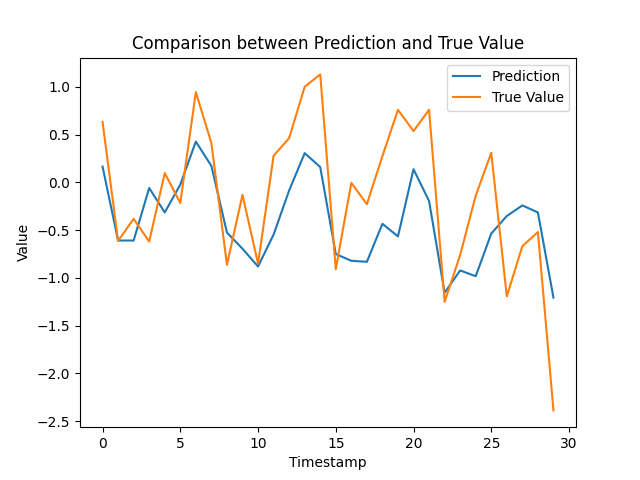 Comparison between Prediction and True Value
Prediction
True Value
1.0
0.5
0.0
−0.5
−1.0
−1.5
−2.0
−2.5
Value
0 5 10 15 20 25 30
Timestamp